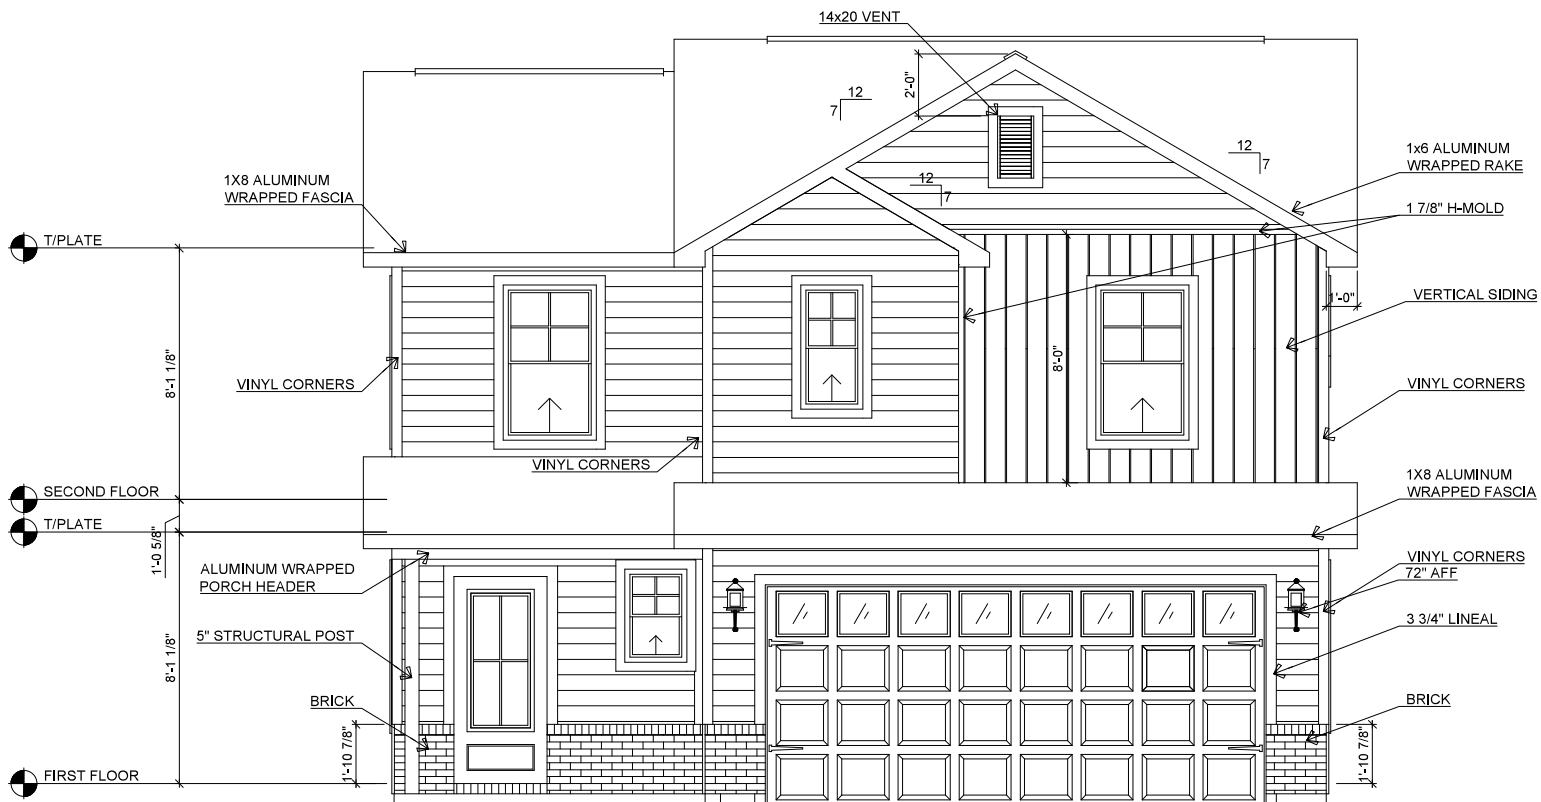 14x20 VENT
2'-0"
12
7
12
7
12
7
1x6 ALUMINUM
WRAPPED RAKE
1X8 ALUMINUM
WRAPPED FASCIA
1 7/8" H-MOLD
T/PLATE
1'-0"
VERTICAL SIDING
8'-1 1/8"
8'-0"
VINYL CORNERS
VINYL CORNERS
VINYL CORNERS
1X8 ALUMINUM
WRAPPED FASCIA
SECOND FLOOR
T/PLATE
1'-0 5/8"
ALUMINUM WRAPPED
PORCH HEADER
VINYL CORNERS
72" AFF
3 3/4" LINEAL
5" STRUCTURAL POST
8'-1 1/8"
BRICK
BRICK
1'-10 7/8"
1'-10 7/8"
FIRST FLOOR